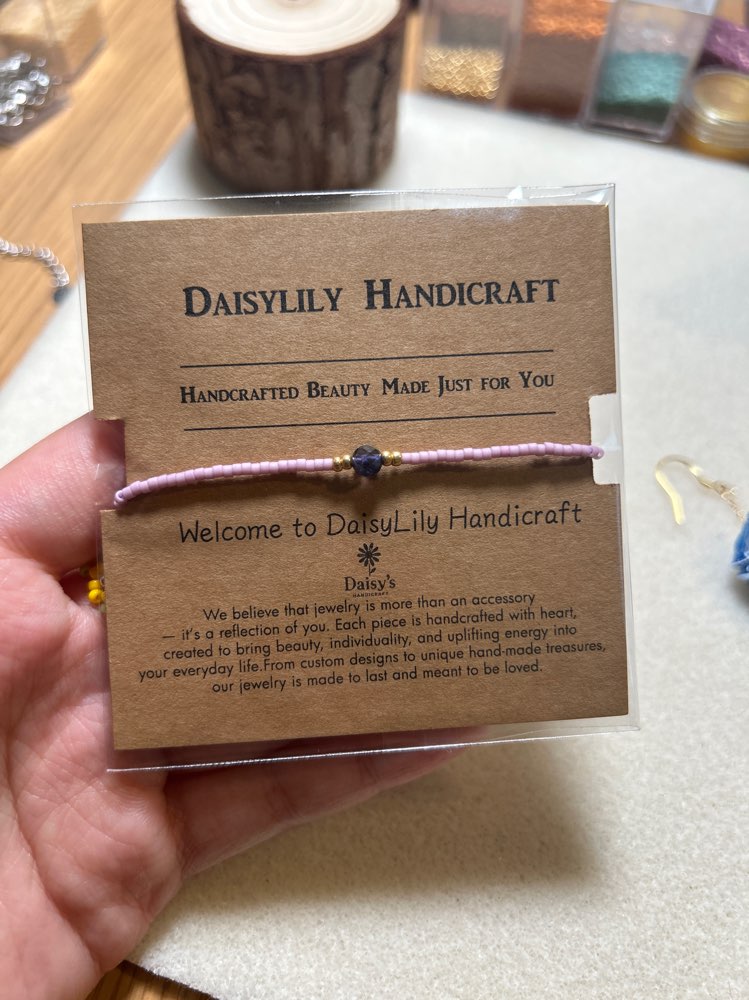 DAISYLILY HANDICRAFT
HANDCRAFTED BEAUTY MADE JUST FOR YOU
Welcome to DaisyLily Handicraft
Daisy's
HANDICRAFT
We believe that jewelry is more than an accessory
— it's a reflection of you. Each piece is handcrafted with heart,
created to bring beauty, individuality, and uplifting energy into
your everyday life.From custom designs to unique hand-made treasures,
our jewelry is made to last and meant to be loved.